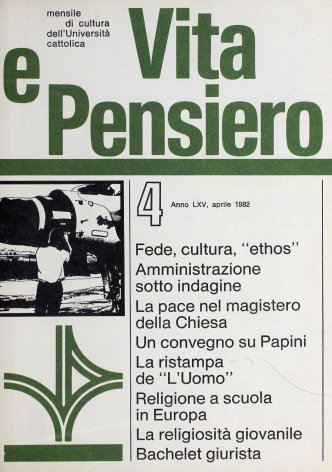 mensile
di cultura
dell'Università
cattolica
Vita
e Pensiero
4 Anno LXV, aprile 1982
Fede, cultura, "ethos"
Amministrazione
sotto indagine
La pace nel magistero
della Chiesa
Un convegno su Papini
La ristampa
de "L'Uomo"
Religione a scuola
in Europa
La religiosità giovanile
Bachelet giurista